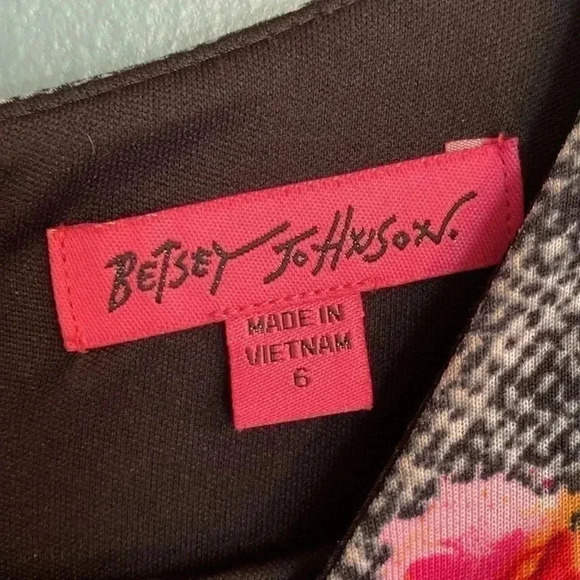 BETSEY JOHNSON.
MADE IN
VIETNAM
6